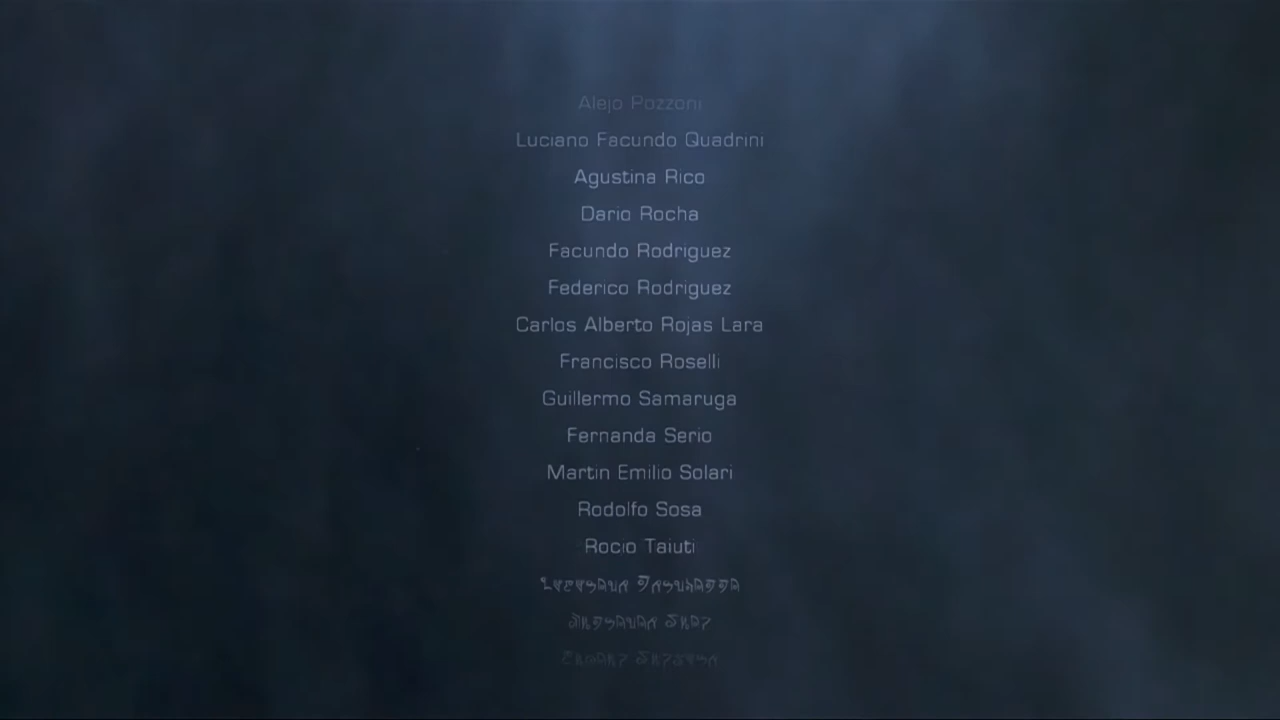 Alejo Pozzoni
Luciano Facundo Quadrini
Agustina Rico
Dario Rocha
Facundo Rodriguez
Federico Rodriguez
Carlos Alberto Rojas Lara
Francisco Roselli
Guillermo Samaruga
Fernanda Serio
Martin Emilio Solari
Rodolfo Sosa
Rocio Taiuti